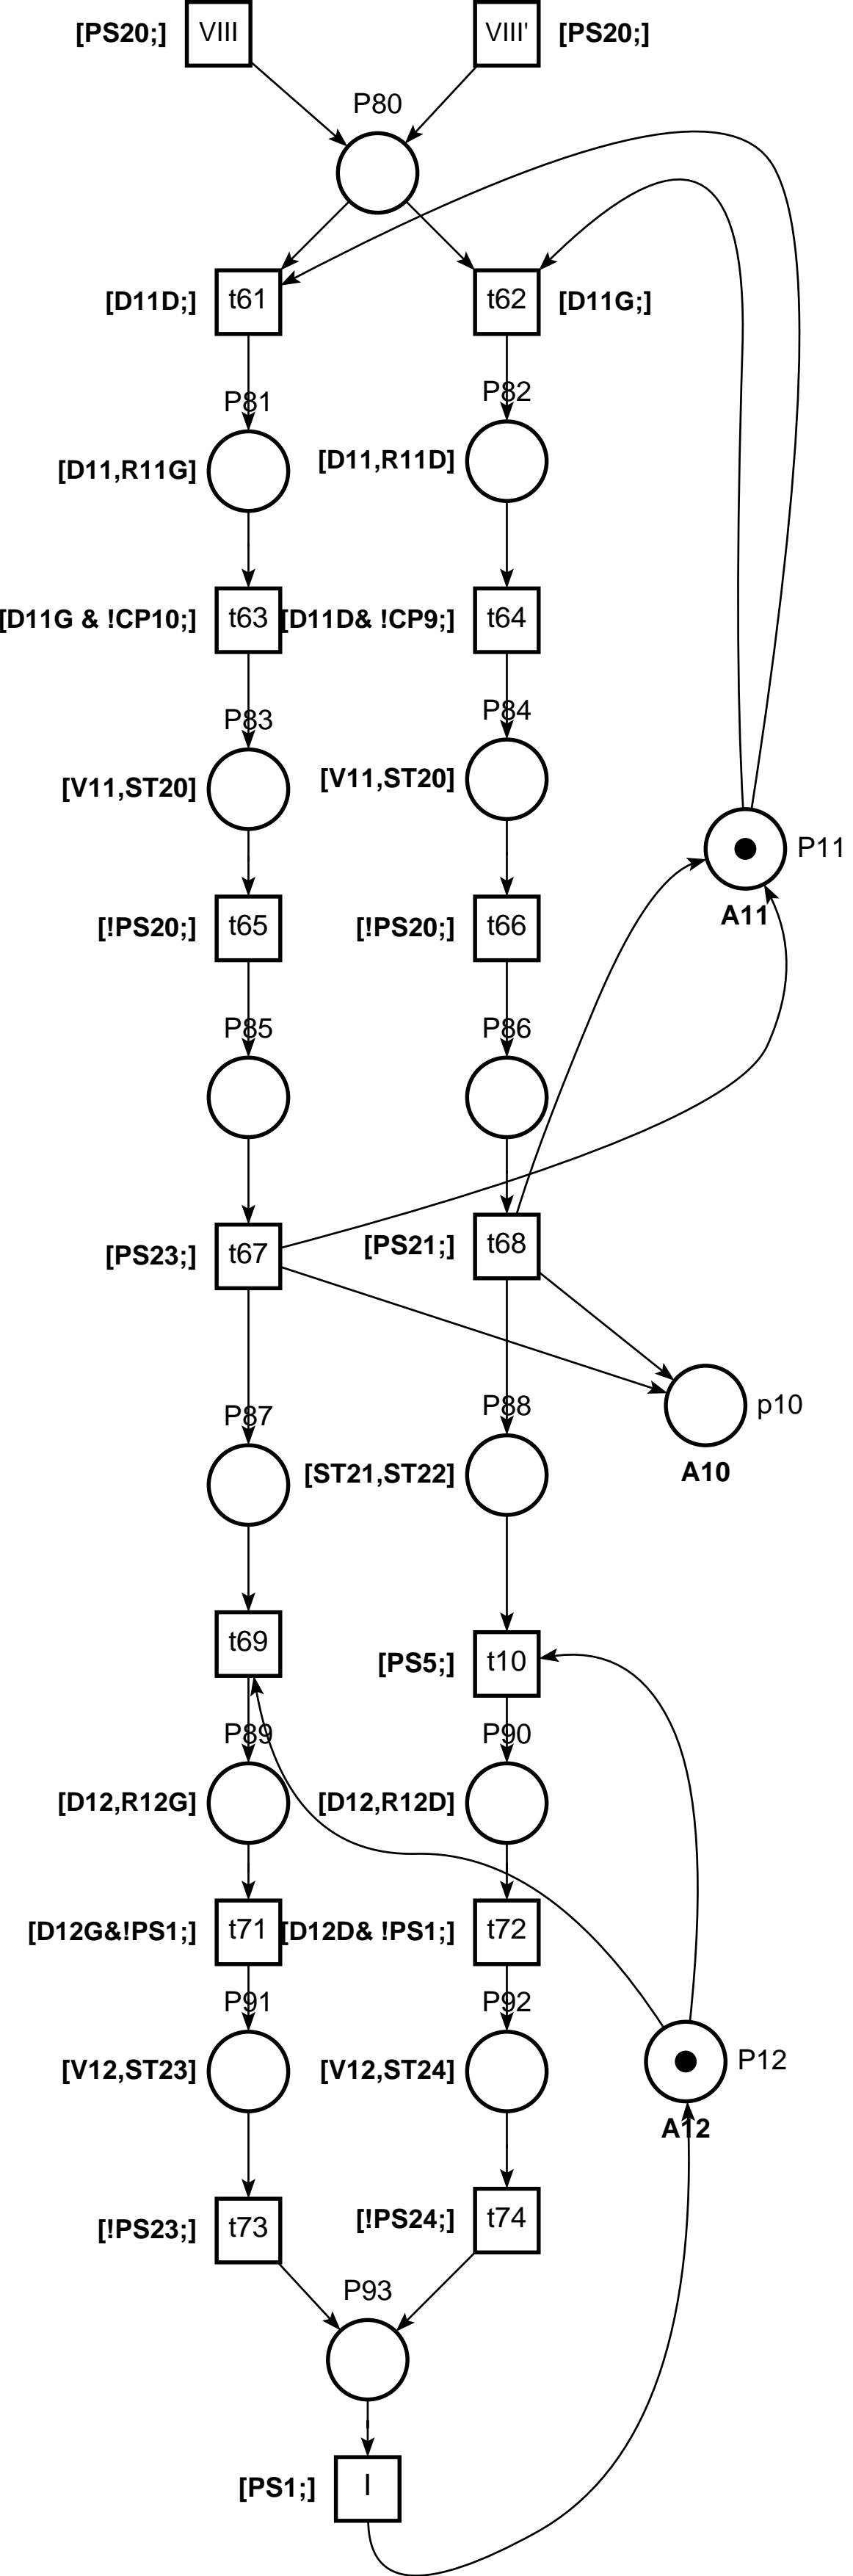 [PS20;] VIII VIII' [PS20;]
P80
[D11D;] t61 t62 [D11G;]
P81 P82
[D11,R11G] [D11,R11D]
[D11G & !CP10;] t63 [D11D& !CP9;] t64
P83 P84
[V11,ST20] [V11,ST20]
P11
A11
[!PS20;] t65 [!PS20;] t66
P85 P86
[PS23;] t67 [PS21;] t68
P87 P88
p10
A10
[ST21,ST22]
t69 [PS5;] t10
P89 P90
[D12,R12G] [D12,R12D]
[D12G&!PS1;] t71 [D12D& !PS1;] t72
P91 P92
[V12,ST23] [V12,ST24]
P12
A12
[!PS23;] t73 [!PS24;] t74
P93
[PS1;] I